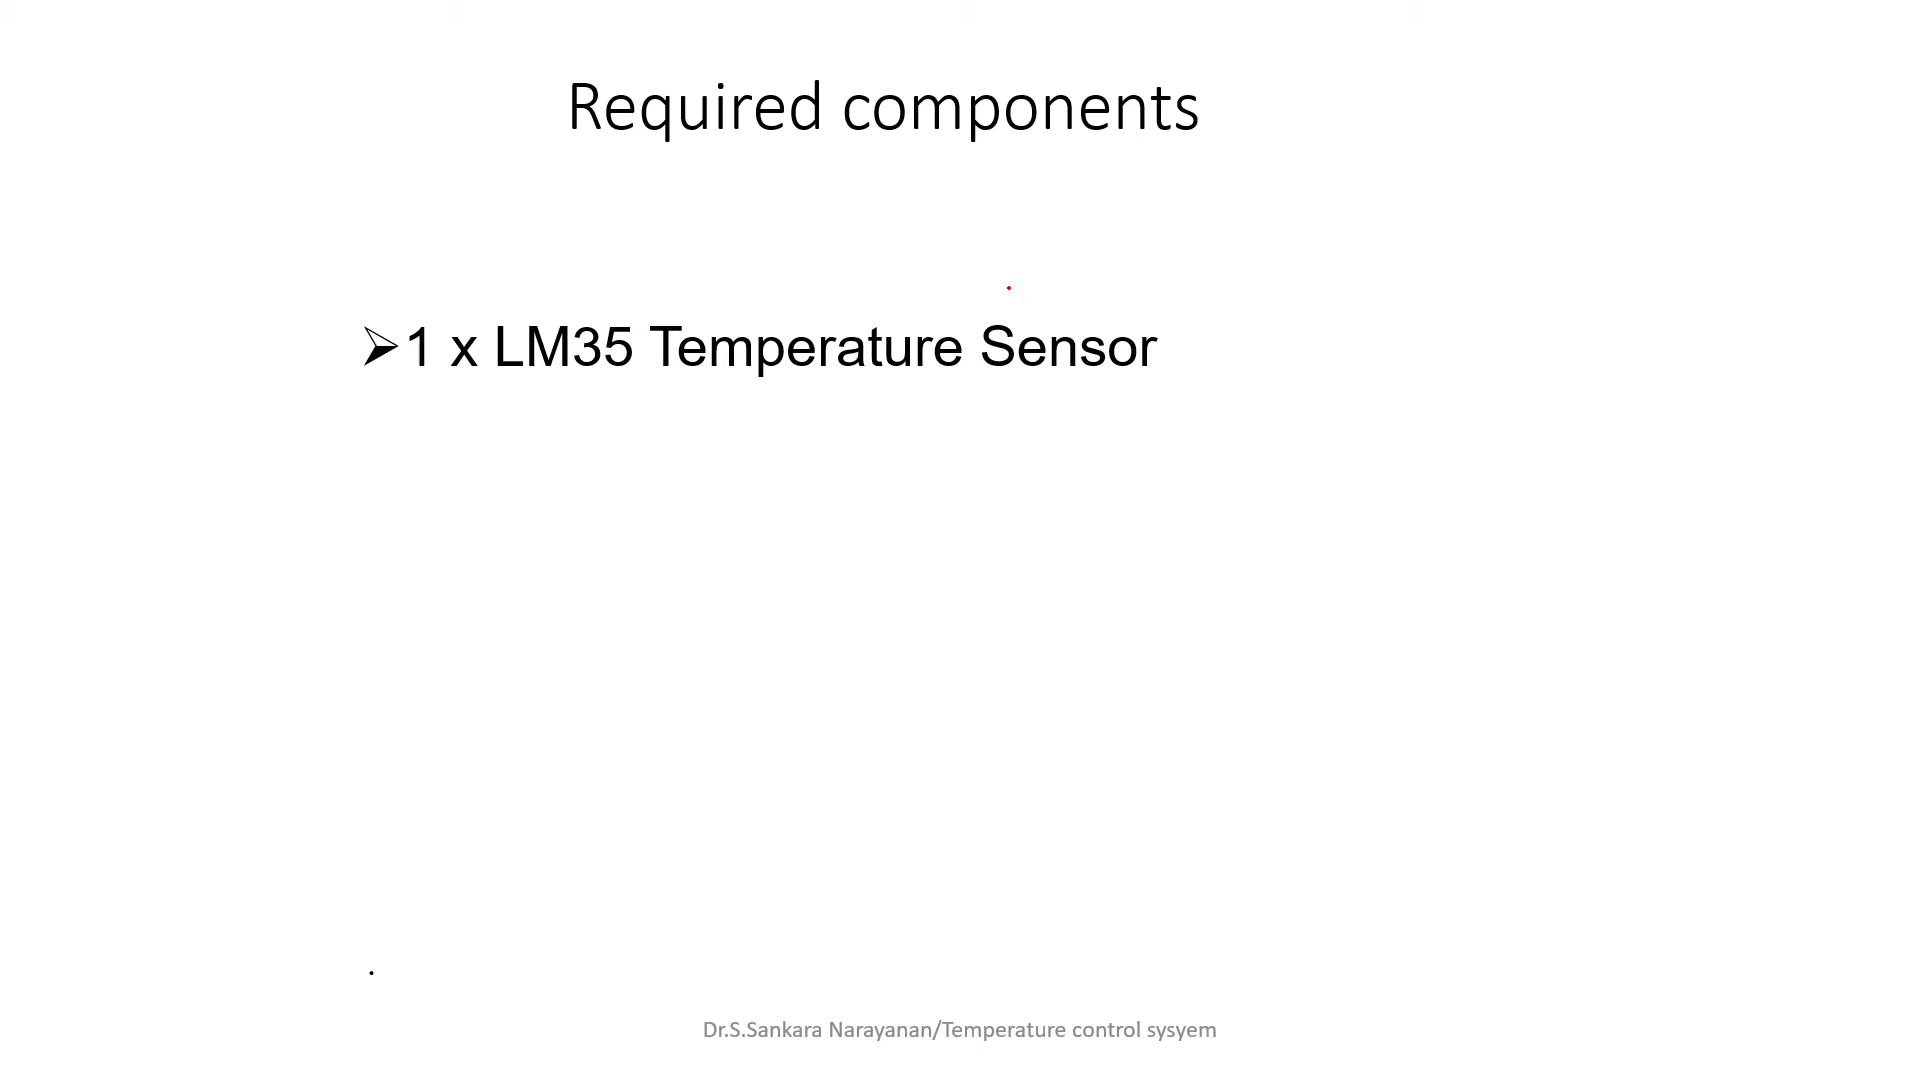 Required components
➢1 x LM35 Temperature Sensor
.
Dr.S.Sankara Narayanan/Temperature control sysyem